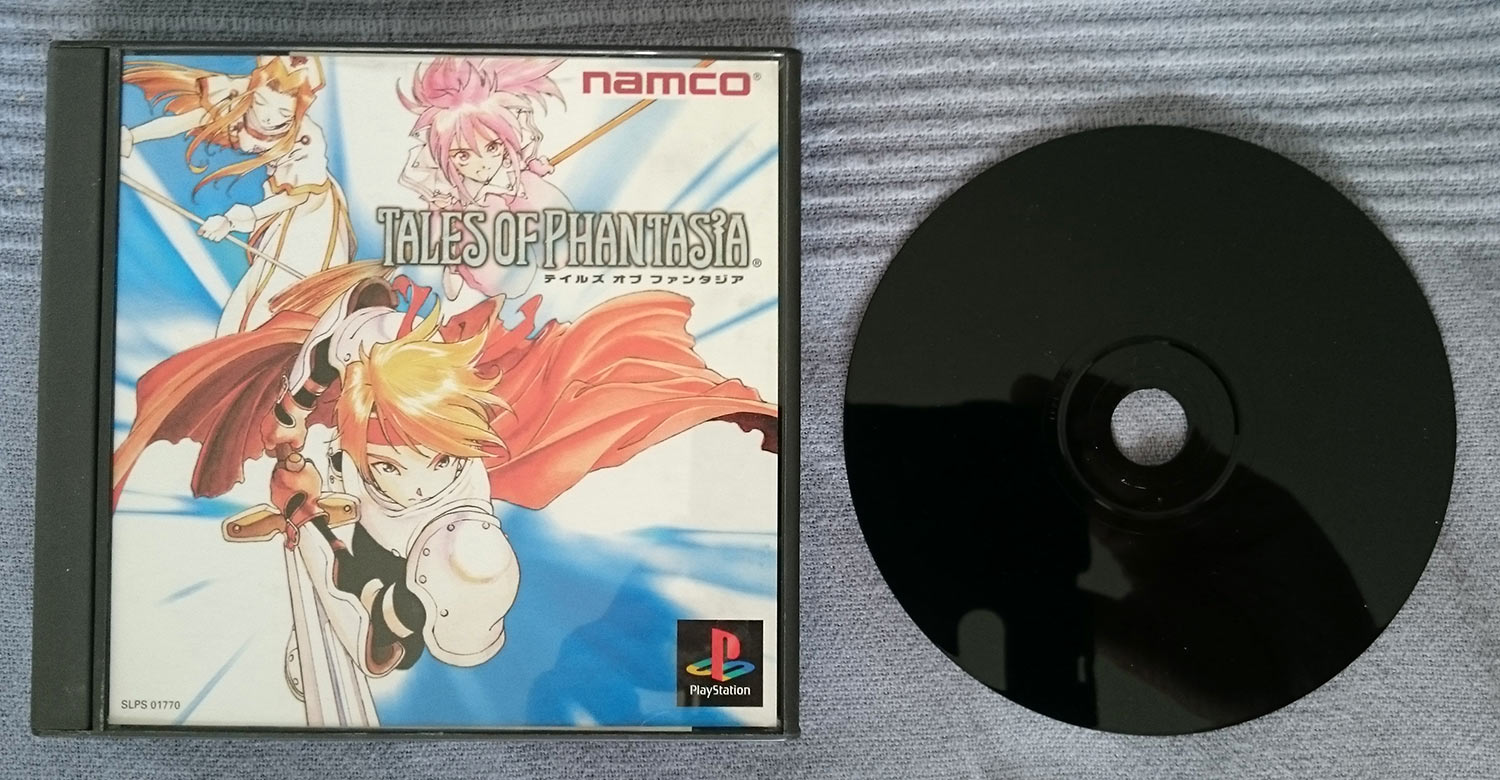 namco®
TALES OF PHANTASIA®
テイルズ オブ ファンタジア
PlayStation
SLPS 01770